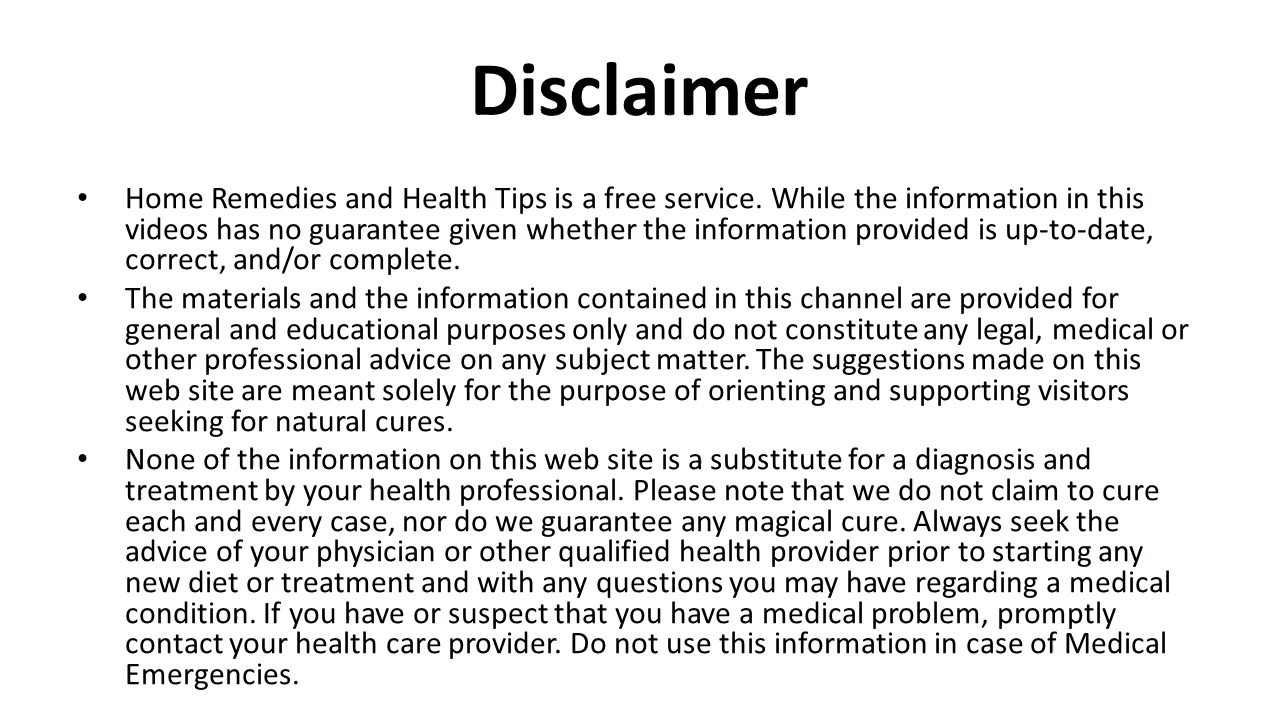 Disclaimer
• Home Remedies and Health Tips is a free service. While the information in this
videos has no guarantee given whether the information provided is up-to-date,
correct, and/or complete.
• The materials and the information contained in this channel are provided for
general and educational purposes only and do not constitute any legal, medical or
other professional advice on any subject matter. The suggestions made on this
web site are meant solely for the purpose of orienting and supporting visitors
seeking for natural cures.
• None of the information on this web site is a substitute for a diagnosis and
treatment by your health professional. Please note that we do not claim to cure
each and every case, nor do we guarantee any magical cure. Always seek the
advice of your physician or other qualified health provider prior to starting any
new diet or treatment and with any questions you may have regarding a medical
condition. If you have or suspect that you have a medical problem, promptly
contact your health care provider. Do not use this information in case of Medical
Emergencies.